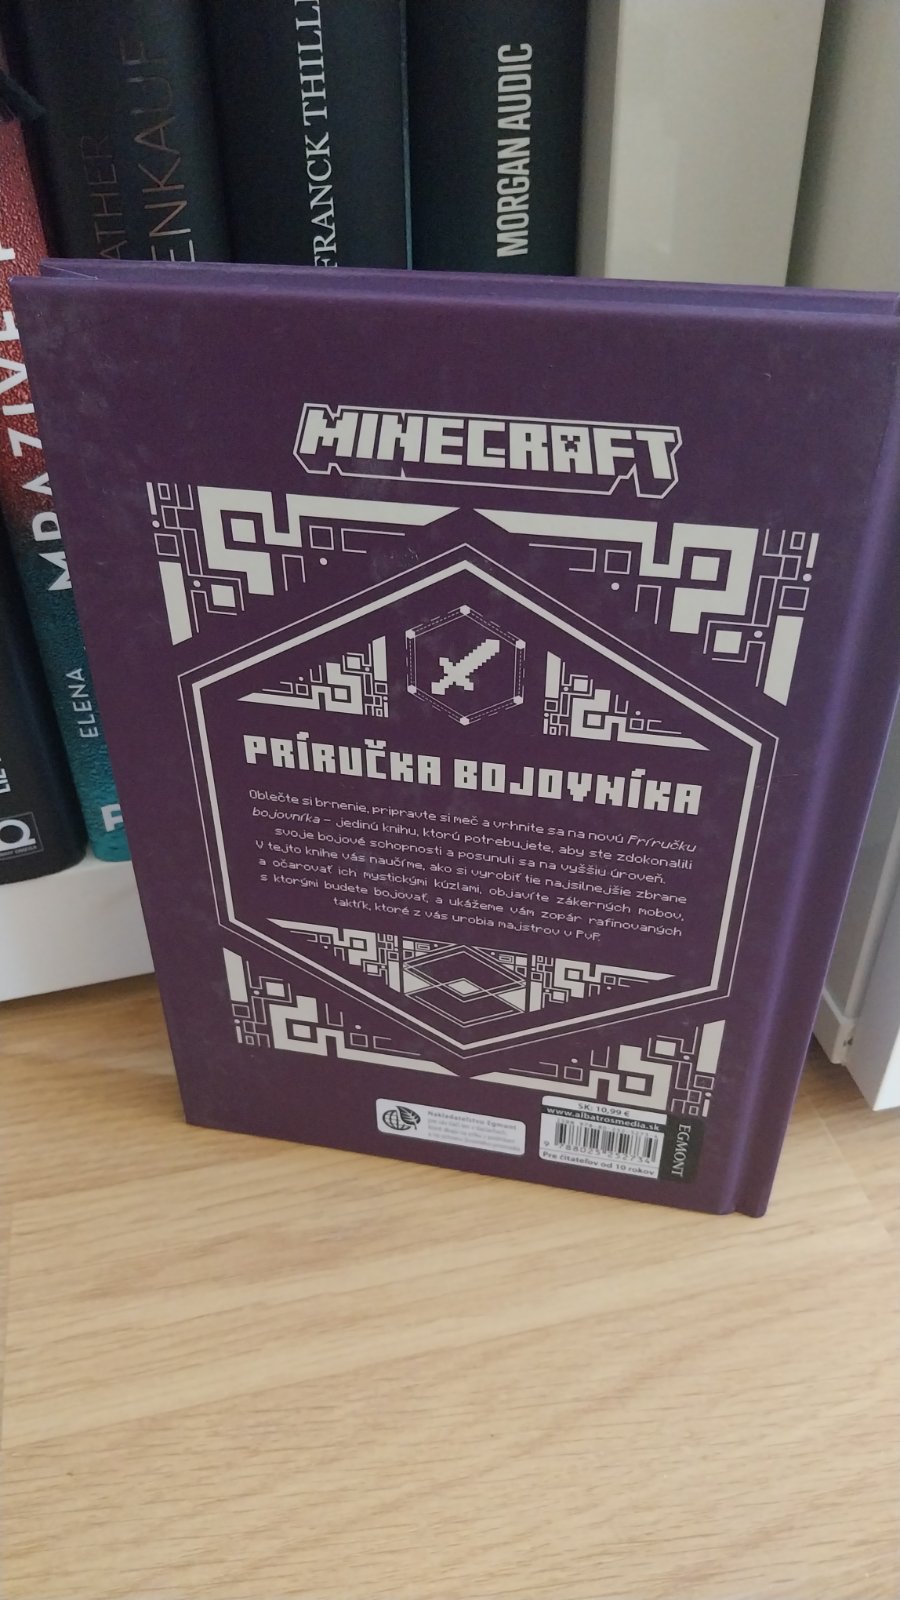 ATHER
ENKAUF
FRANCK THILLI
MORGAN AUDIC
ELENA
MINECRAFT
PRÍRUČKA BOJOVNÍKA
Oblečte si brnenie, pripravte si meč a vrhnite sa na novú Príručku
bojovníka – jedinú knihu, ktorú potrebujete, aby ste zdokonalili
svoje bojové schopnosti a posunuli sa na vyššiu úroveň.
V tejto knihe vás naučíme, ako si vyrobiť tie najsilnejšie zbrane
a očarovať ich mystickými kúzlami, objavíte zákerných mobov,
s ktorými budete bojovať, a ukážeme vám zopár rafinovaných
taktík, ktoré z vás urobia majstrov v PvP.
Nakladateľstvo Egmont
SK: 10,99 €
www.albatrosmedia.sk
9 788025 252734
Pre čitateľov od 10 rokov
EGMONT